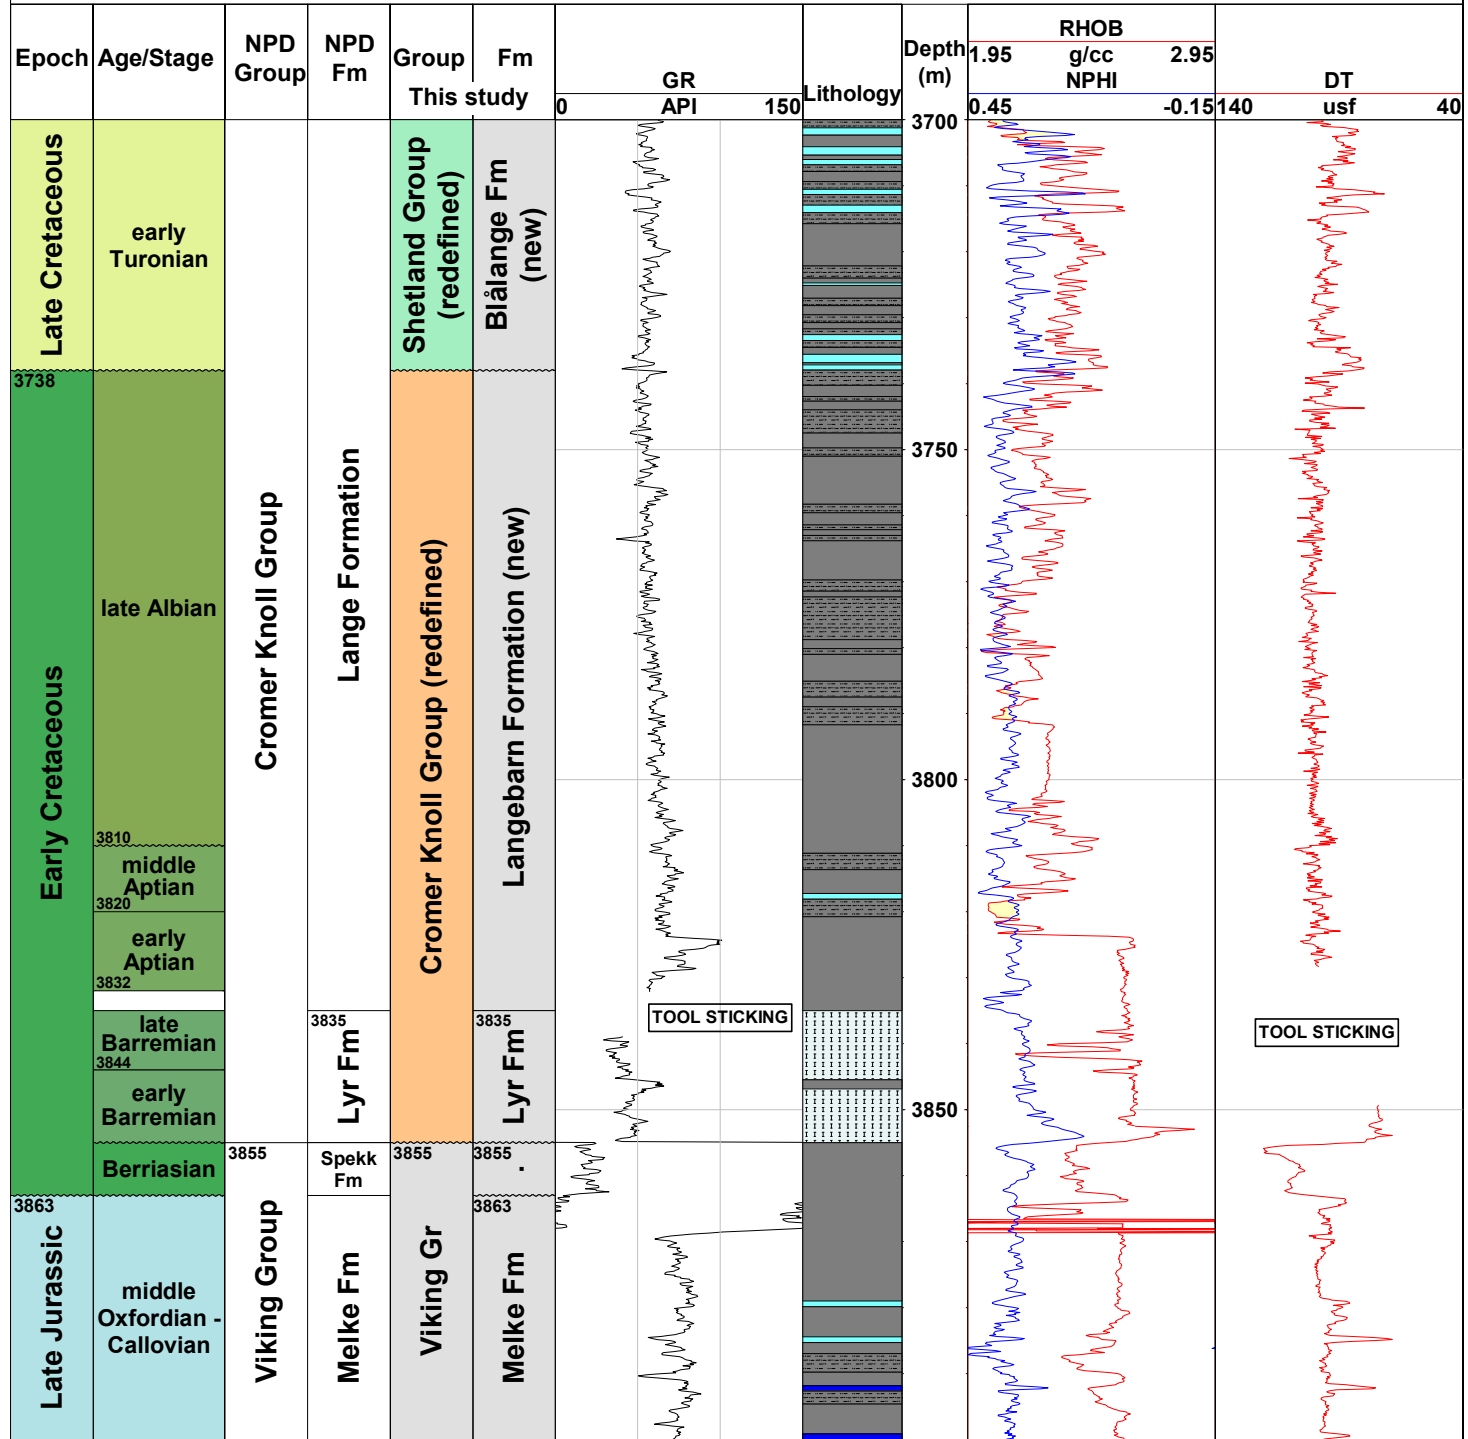 Epoch
Age/Stage
NPD
Group
NPD
Fm
Group
Fm
This study
GR
0 API 150
Lithology
Depth
(m)
RHOB
1.95 g/cc 2.95
NPHI
0.45 -0.15
DT
140 usf 40
Late Cretaceous
early
Turonian
Shetland Group
(redefined)
Blålange Fm
(new)
3700
3738
Early Cretaceous
late Albian
3810
middle
Aptian
3820
early
Aptian
3832
late
Barremian
3844
early
Barremian
Berriasian
Cromer Knoll Group
Lange Formation
Cromer Knoll Group (redefined)
Langebarn Formation (new)
3750
3800
3835
Lyr Fm
3835
Lyr Fm
TOOL STICKING
TOOL STICKING
3850
3855
Spekk
Fm
3855
3855
.
3863
Late Jurassic
middle
Oxfordian -
Callovian
Viking Group
Melke Fm
Viking Gr
3863
Melke Fm